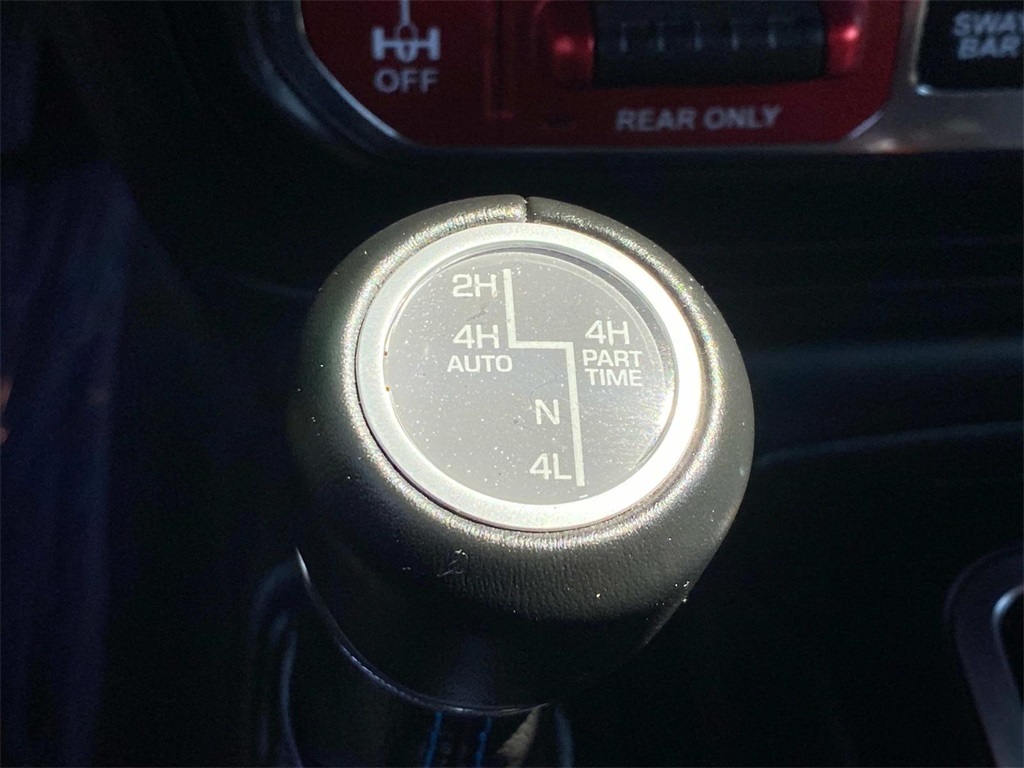 OFF
REAR ONLY
SWAY
BAR
2H
4H
AUTO
4H
PART
TIME
N
4L